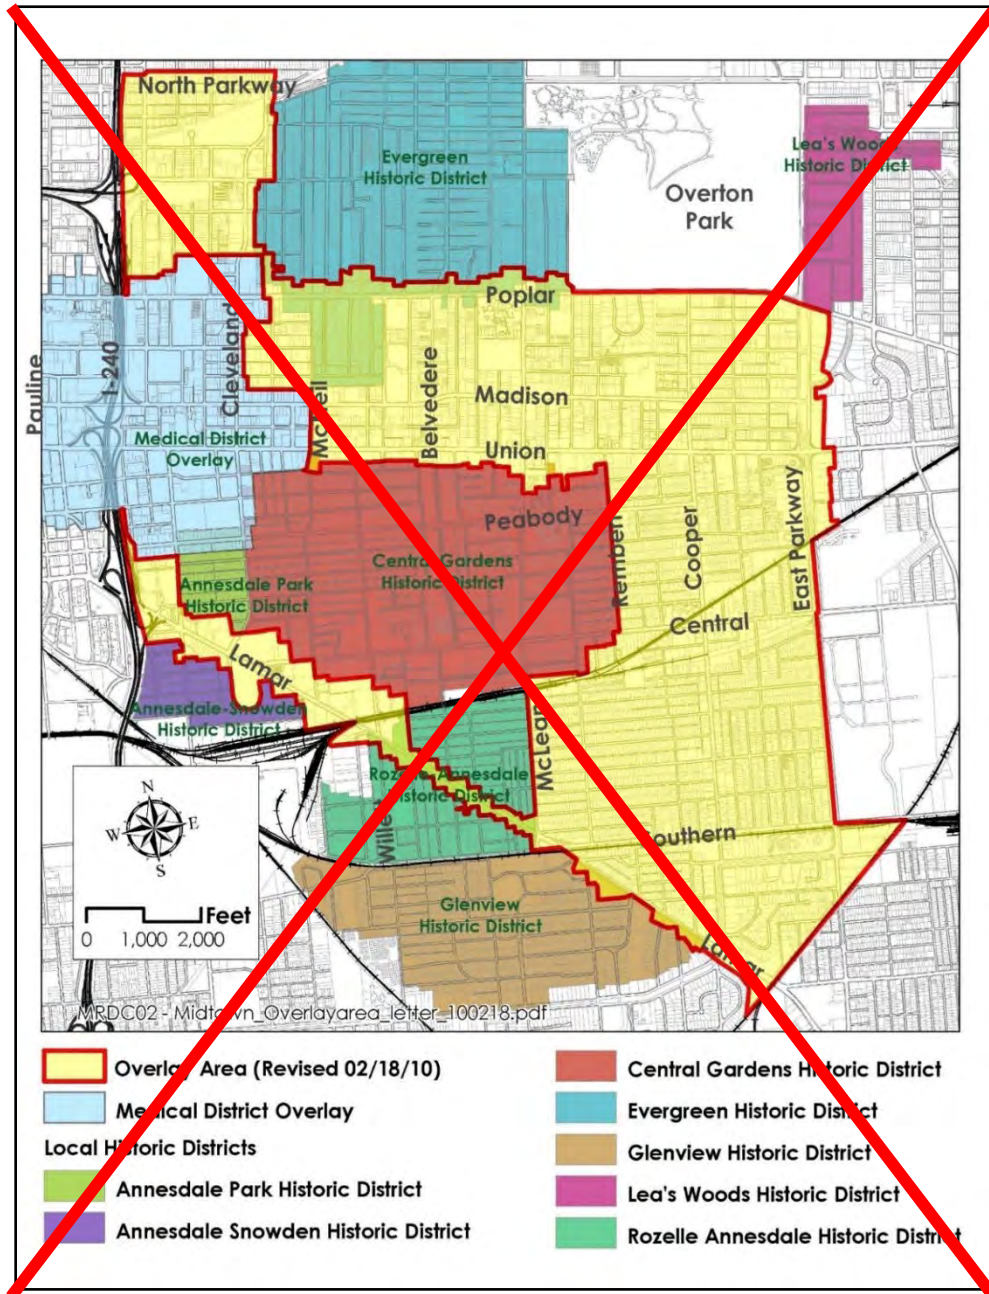 North Parkway
Evergreen
Historic District
Lea's Woods
Historic District
Overton
Park
Poplar
Pauline
I-240
Cleveland
McNeil
Belvedere
Madison
Union
Medical District
Overlay
Peabody
Rembert
Cooper
East Parkway
Central Gardens
Historic District
Annesdale Park
Historic District
Central
Lamar
Annesdale-Snowden
Historic District
McLean
Rozelle-Annesdale
Historic District
Willett
Southern
N
W E
S
Feet
0 1,000 2,000
Glenview
Historic District
Lamar
MRDC02 - Midtown_Overlayarea_letter_100218.pdf
Overlay Area (Revised 02/18/10)
Medical District Overlay
Local Historic Districts
Annesdale Park Historic District
Annesdale Snowden Historic District
Central Gardens Historic District
Evergreen Historic District
Glenview Historic District
Lea's Woods Historic District
Rozelle Annesdale Historic District